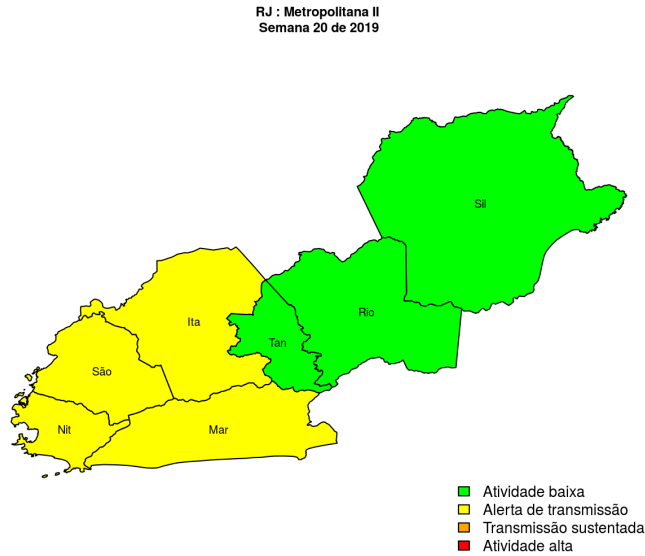 RJ : Metropolitana II
Semana 20 de 2019
Sil
Rio
Ita
Tan
São
Nit
Mar
Atividade baixa
Alerta de transmissão
Transmissão sustentada
Atividade alta